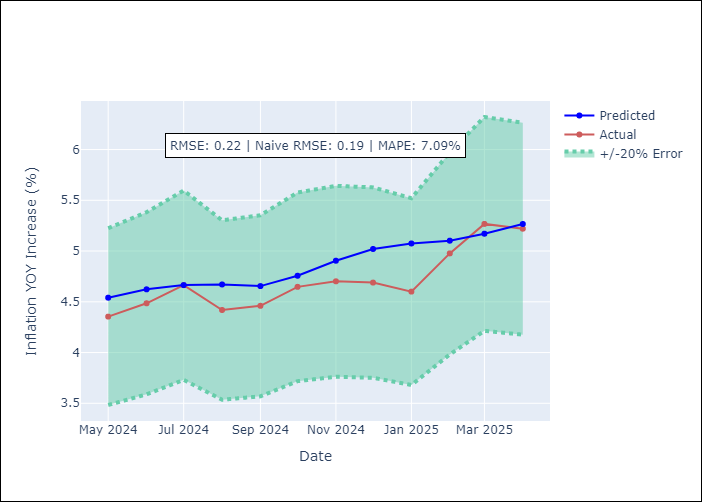 Predicted
Actual
+/-20% Error
RMSE: 0.22 | Naive RMSE: 0.19 | MAPE: 7.09%
Inflation YOY Increase (%)
6
5.5
5
4.5
4
3.5
May 2024
Jul 2024
Sep 2024
Nov 2024
Jan 2025
Mar 2025
Date